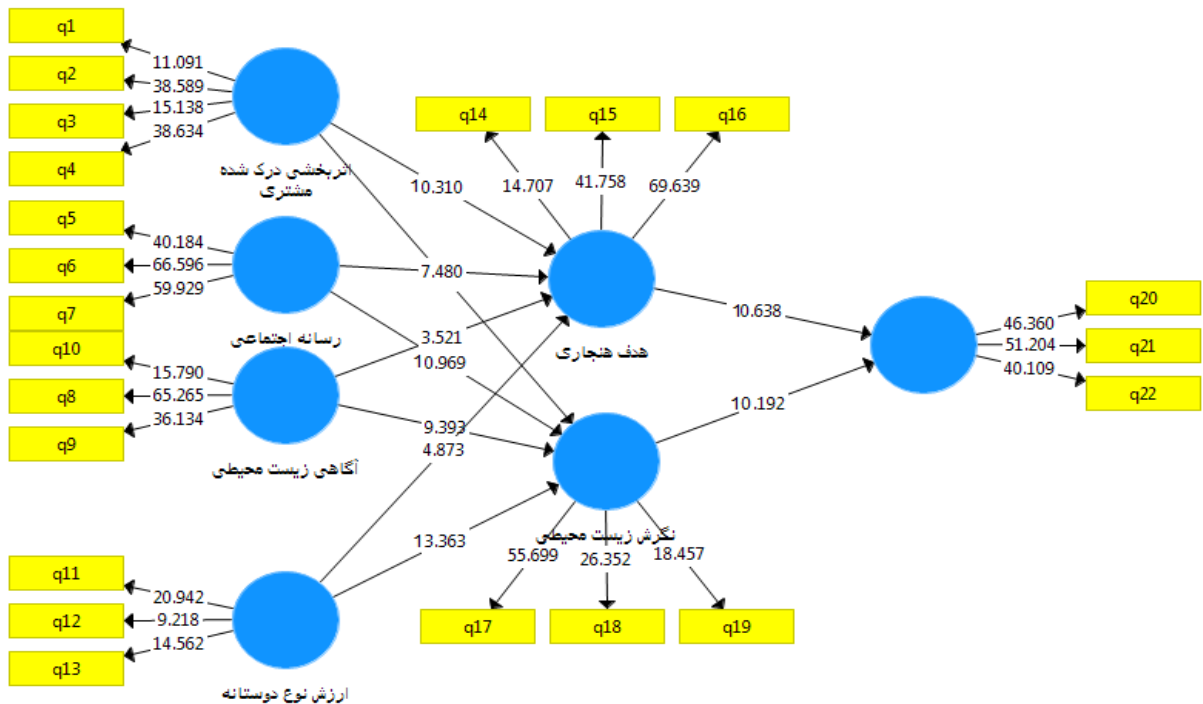 q1
q2
q3
q4
11.091
38.589
15.138
38.634
اثربخشی درک شده
مشتری
q5
q6
q7
40.184
66.596
59.929
رسانه اجتماعی
q10
q8
q9
15.790
65.265
36.134
آگاهی زیست محیطی
q11
q12
q13
20.942
9.218
14.562
ارزش نوع دوستانه
10.310
7.480
3.521
10.969
9.393
4.873
13.363
q14
q15
q16
14.707
41.758
69.639
هدف هنجاری
نگرش زیست محیطی
55.699
26.352
18.457
q17
q18
q19
10.638
10.192
46.360
51.204
40.109
q20
q21
q22